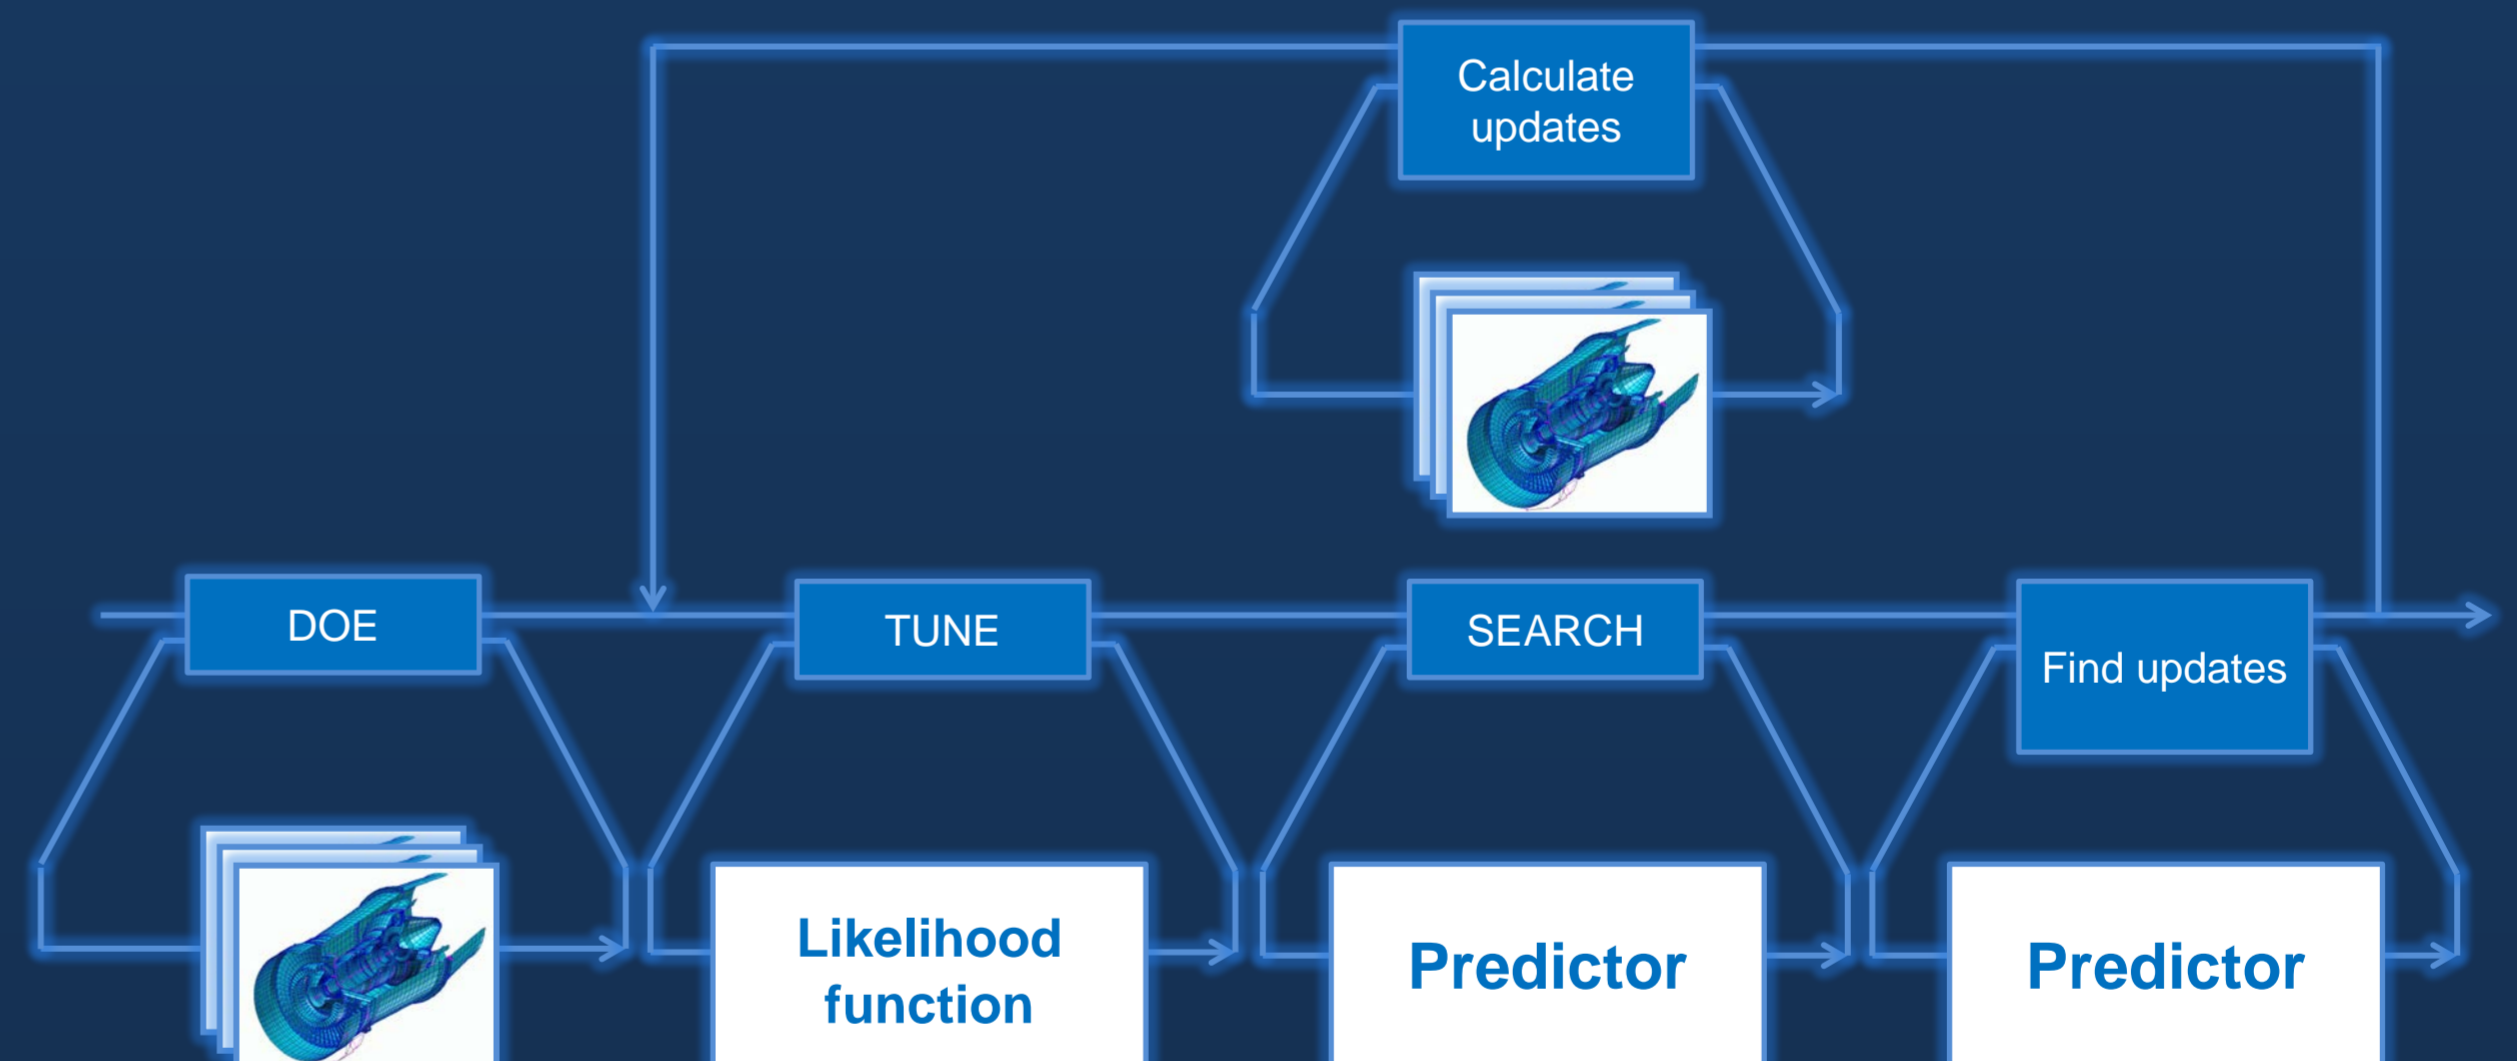 Calculate
updates
DOE
TUNE
SEARCH
Find updates
Likelihood
function
Predictor
Predictor